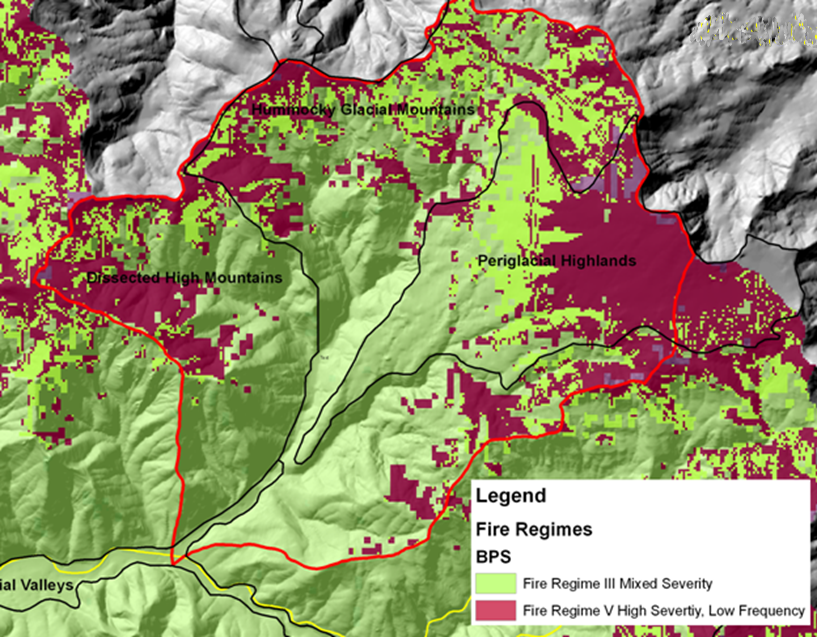 Huminocky Glacial Mountains
Periglacial Highlands
Dissected High Mountains
ial Valleys
Legend
Fire Regimes
BPS
Fire Regime III Mixed Severity
Fire Regime V High Severtiy, Low Frequency